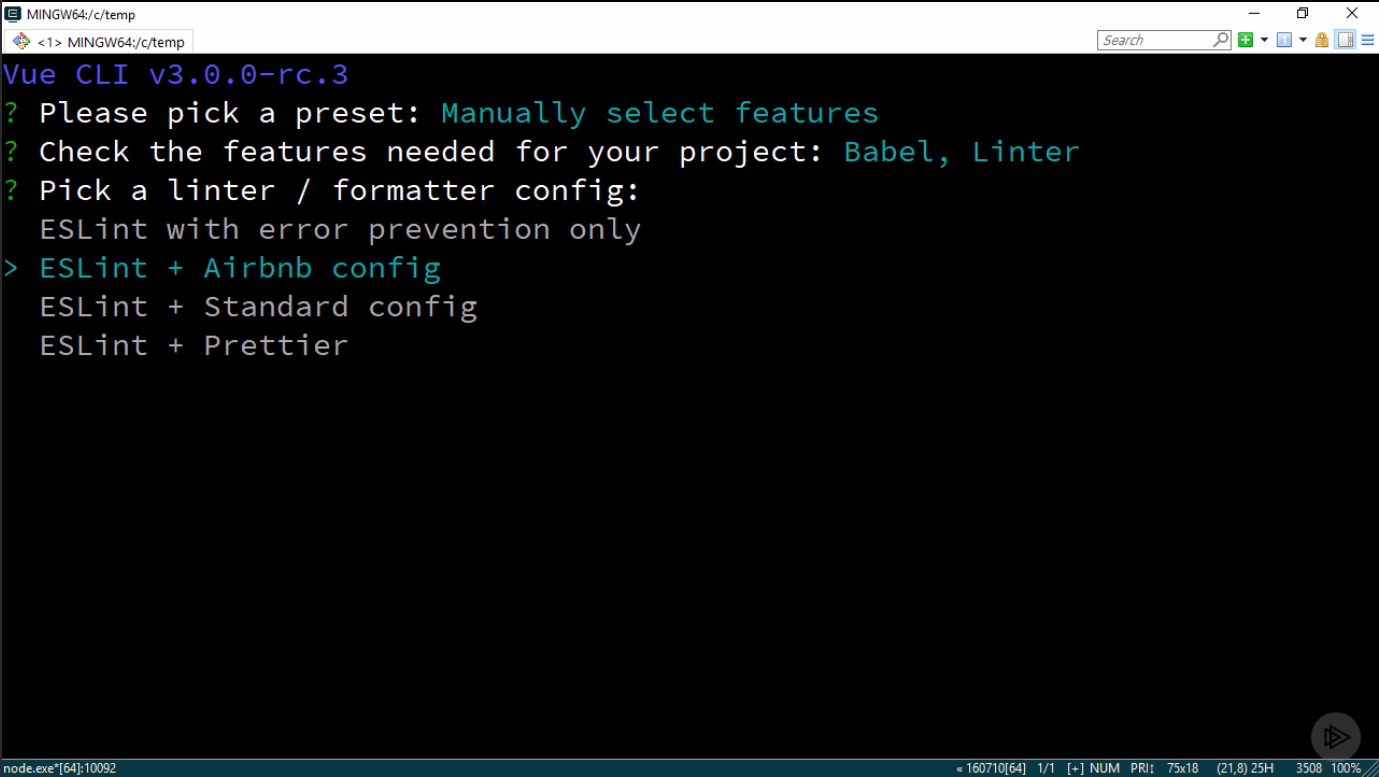 MINGW64:/c/temp
<1> MINGW64:/c/temp
Search
Vue CLI v3.0.0-rc.3
? Please pick a preset: Manually select features
? Check the features needed for your project: Babel, Linter
? Pick a linter / formatter config:
ESLint with error prevention only
> ESLint + Airbnb config
ESLint + Standard config
ESLint + Prettier
node.exe*[64]:10092 « 160710[64] 1/1 [+] NUM PRI↕ 75x18 (21,8) 25H 3508 100%